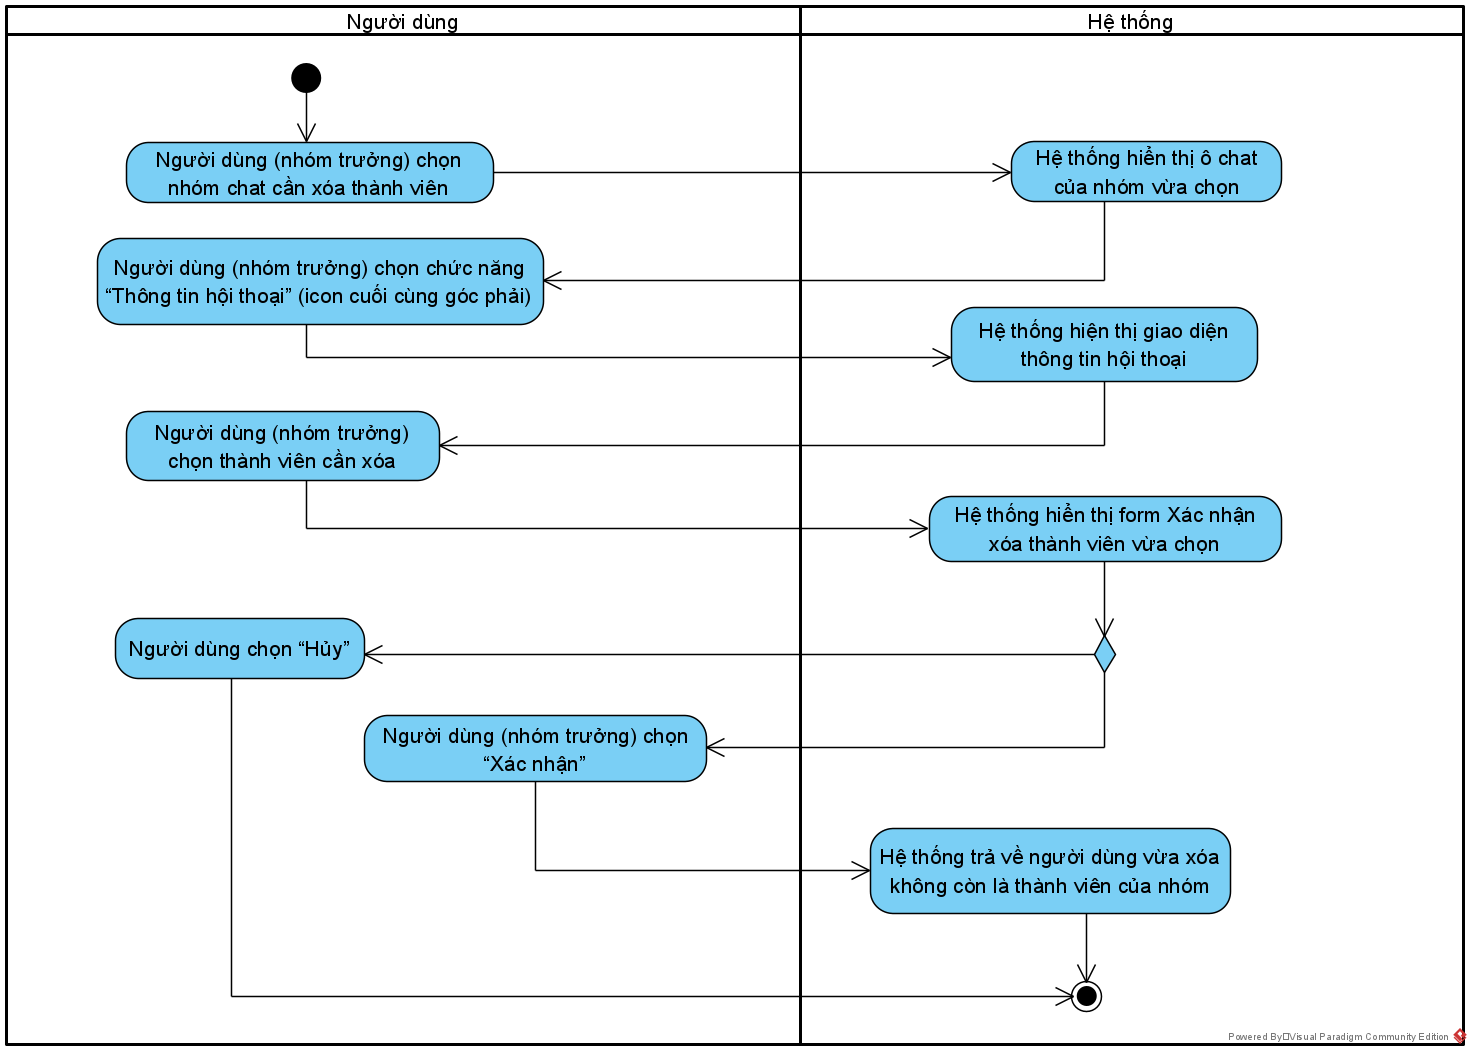 Người dùng
Hệ thống
Người dùng (nhóm trưởng) chọn
nhóm chat cần xóa thành viên
Hệ thống hiển thị ô chat
của nhóm vừa chọn
Người dùng (nhóm trưởng) chọn chức năng
“Thông tin hội thoại” (icon cuối cùng góc phải)
Hệ thống hiện thị giao diện
thông tin hội thoại
Người dùng (nhóm trưởng)
chọn thành viên cần xóa
Hệ thống hiển thị form Xác nhận
xóa thành viên vừa chọn
Người dùng chọn “Hủy”
Người dùng (nhóm trưởng) chọn
“Xác nhận”
Hệ thống trả về người dùng vừa xóa
không còn là thành viên của nhóm
Powered By□Visual Paradigm Community Edition